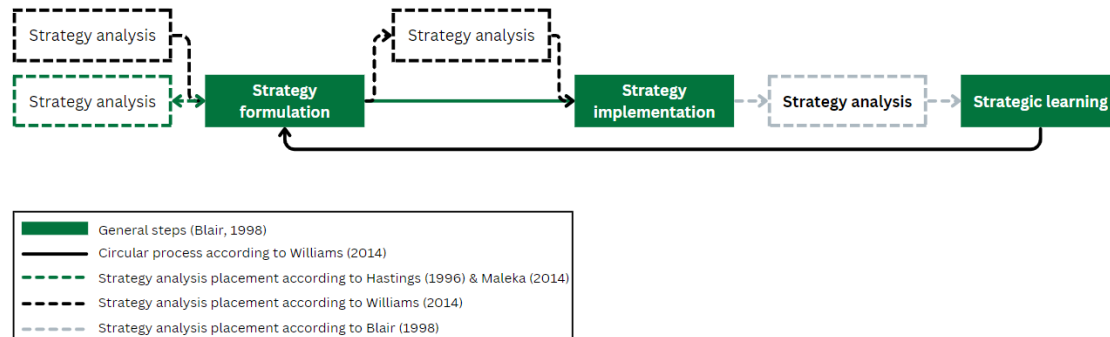 Strategy analysis
Strategy analysis
Strategy analysis
Strategy
formulation
Strategy
implementation
Strategy analysis
Strategic learning
General steps (Blair, 1998)
Circular process according to Williams (2014)
Strategy analysis placement according to Hastings (1996) & Maleka (2014)
Strategy analysis placement according to Williams (2014)
Strategy analysis placement according to Blair (1998)